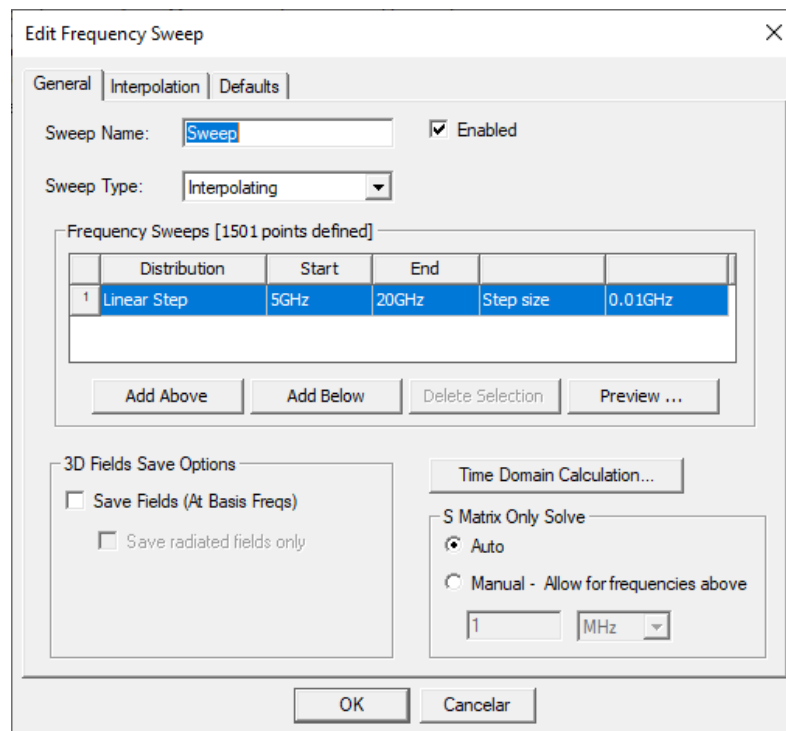 Edit Frequency Sweep
General Interpolation Defaults
Sweep Name: Sweep Enabled
Sweep Type: Interpolating
Frequency Sweeps [1501 points defined]
Distribution Start End
1 Linear Step 5GHz 20GHz Step size 0.01GHz
Add Above Add Below Delete Selection Preview ...
3D Fields Save Options
Save Fields (At Basis Freqs)
Save radiated fields only
Time Domain Calculation...
S Matrix Only Solve
Auto
Manual - Allow for frequencies above
1 MHz
OK Cancelar